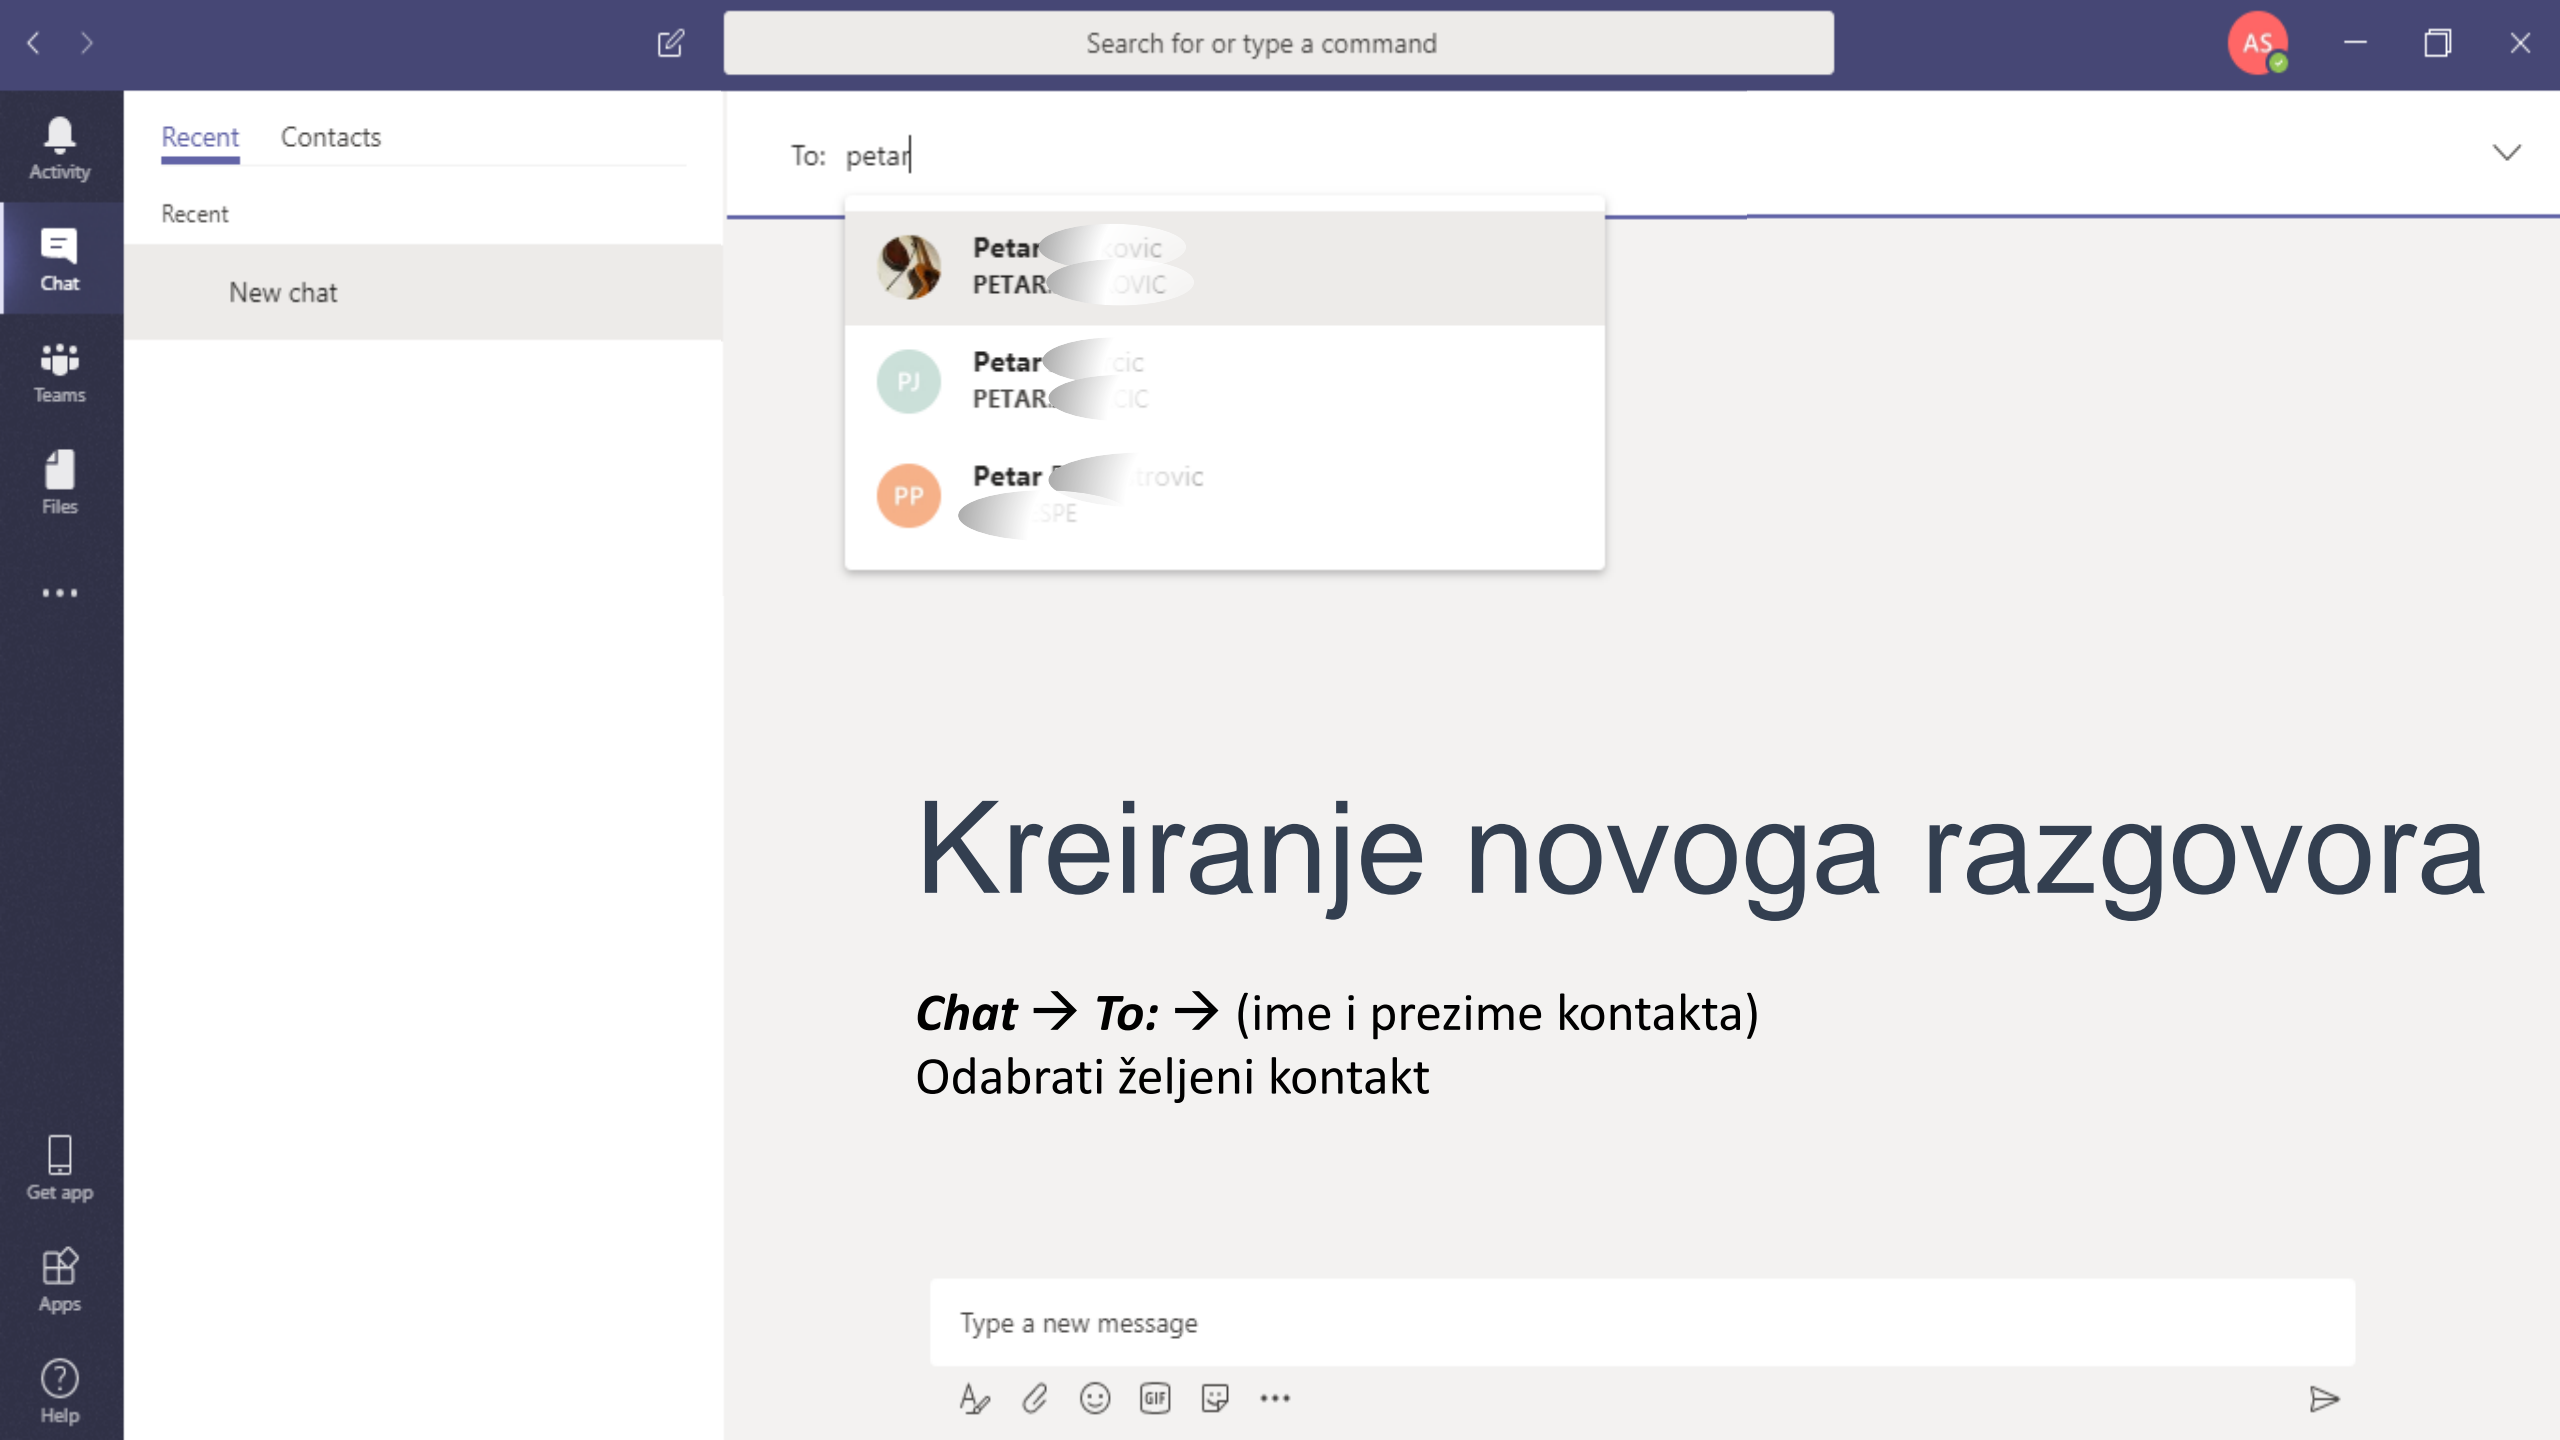 Search for or type a command
AS
Activity
Chat
Teams
Files
Get app
Apps
Help
Recent
Contacts
Recent
New chat
To: petar
Petar
PETAR
PJ
Petar
PETAR
PP
Petar
Kreiranje novoga razgovora
Chat → To: → (ime i prezime kontakta)
Odabrati željeni kontakt
Type a new message
GIF